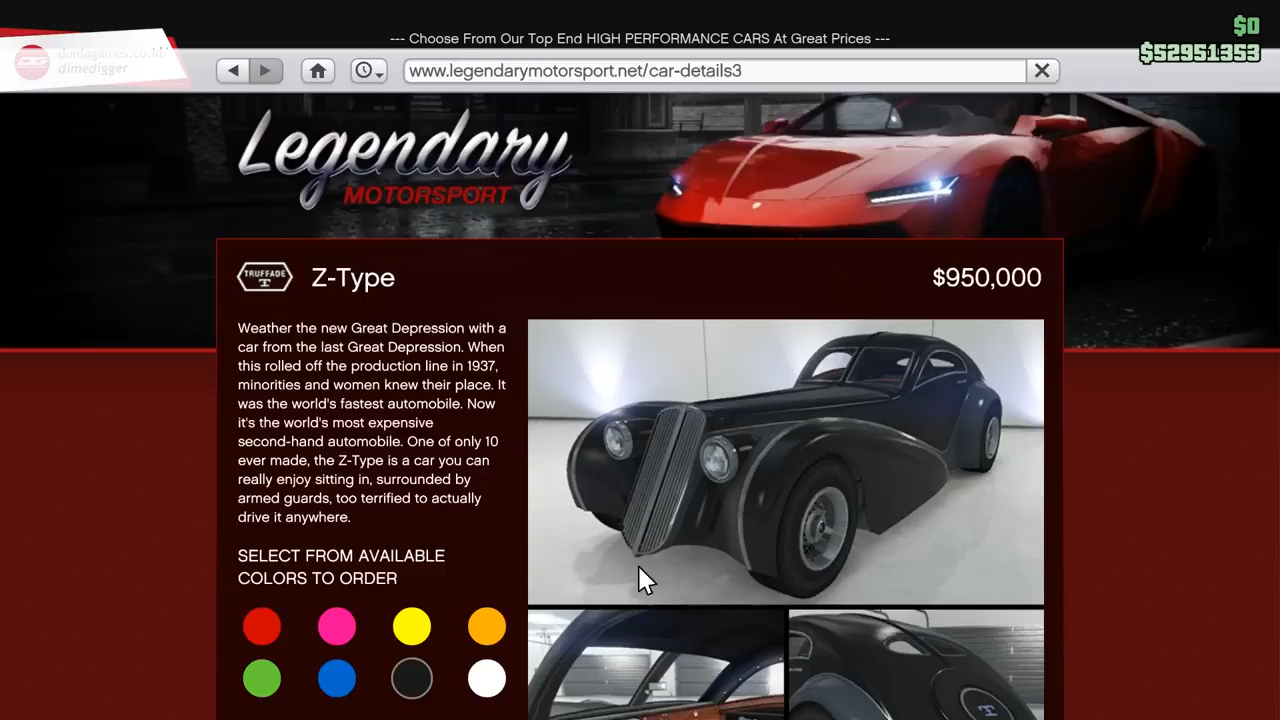 --- Choose From Our Top End HIGH PERFORMANCE CARS At Great Prices ---
$0
$52951353
DG
duniagames.co.id/
dimedigger
www.legendarymotorsport.net/car-details3
Legendary
MOTORSPORT
TRUFFADE
T
Z-Type
$950,000
Weather the new Great Depression with a
car from the last Great Depression. When
this rolled off the production line in 1937,
minorities and women knew their place. It
was the world's fastest automobile. Now
it's the world's most expensive
second-hand automobile. One of only 10
ever made, the Z-Type is a car you can
really enjoy sitting in, surrounded by
armed guards, too terrified to actually
drive it anywhere.
SELECT FROM AVAILABLE
COLORS TO ORDER